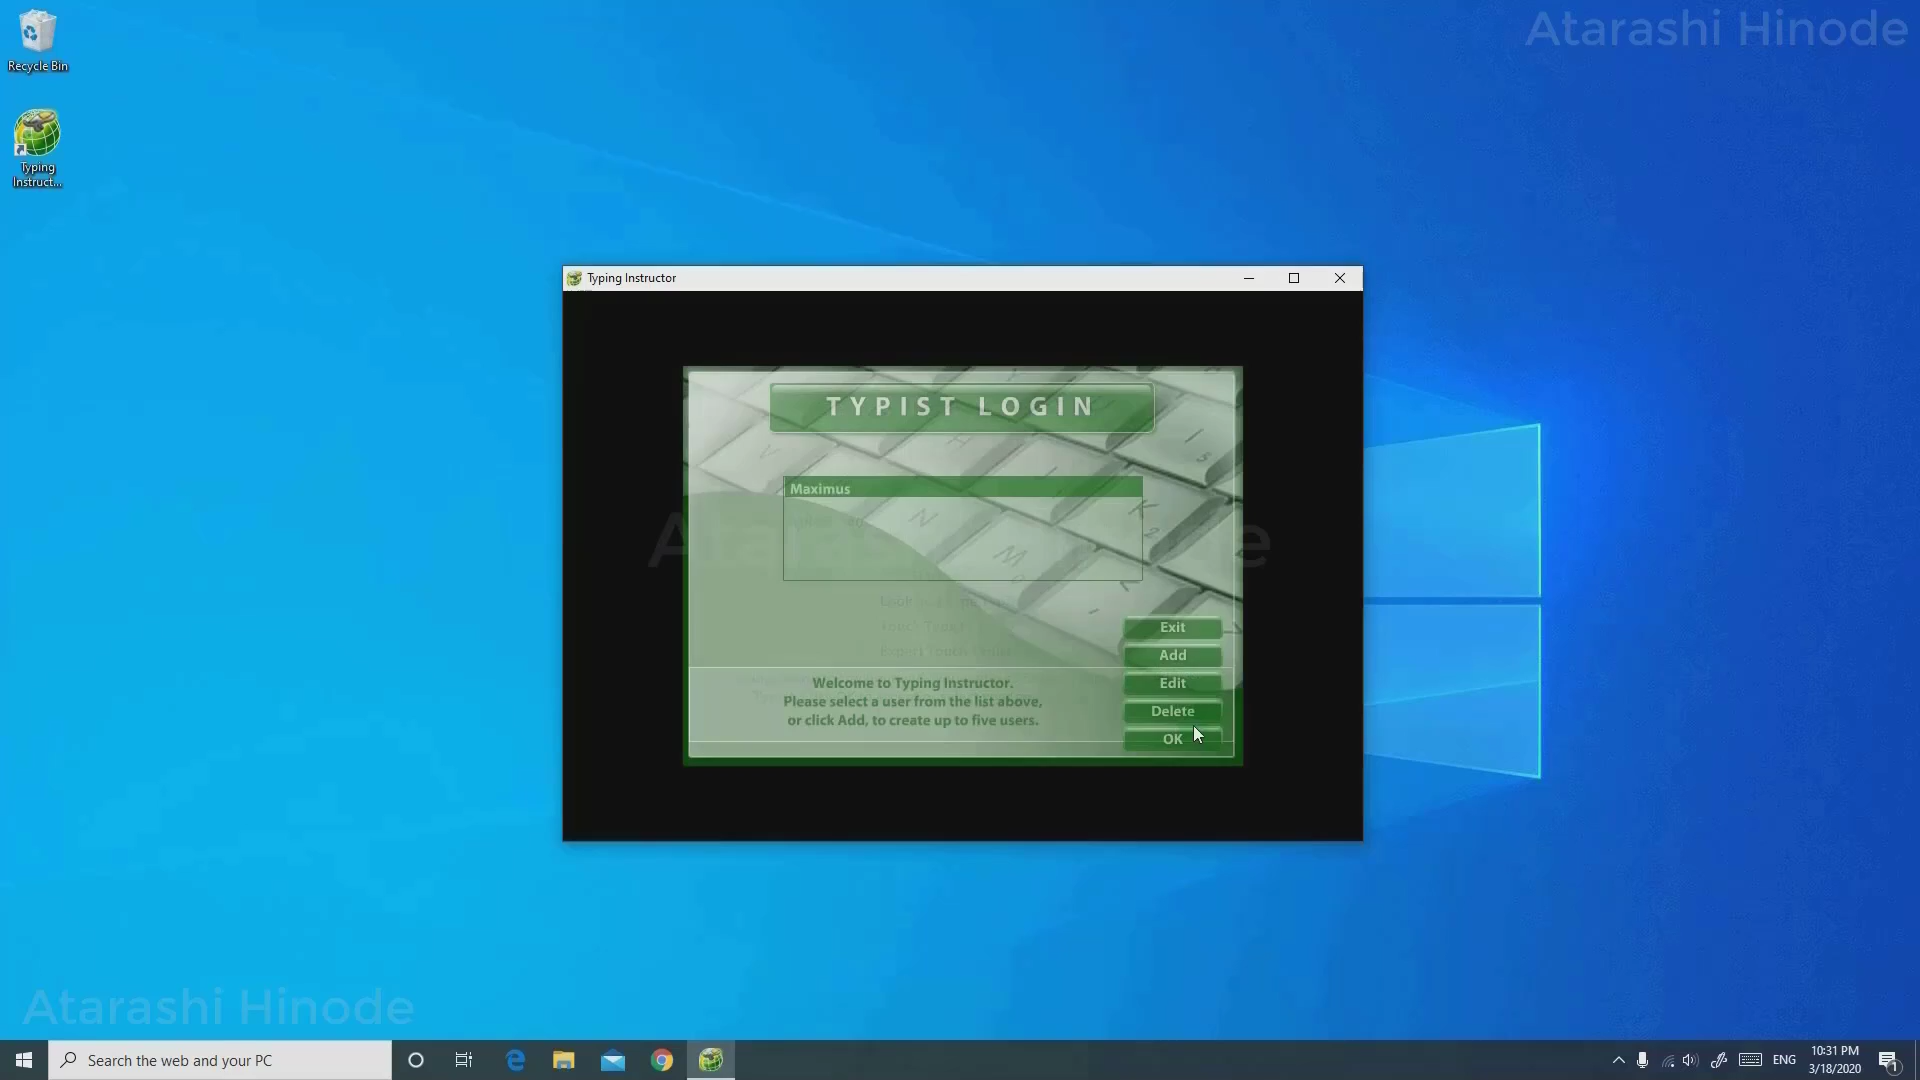 Atarashi Hinode
Recycle Bin
Typing
Instruct...
Typing Instructor
TYPIST LOGIN
Maximus
Exit
Add
Edit
Delete
OK
Welcome to Typing Instructor.
Please select a user from the list above,
or click Add, to create up to five users.
Atarashi Hinode
Search the web and your PC
ENG
10:31 PM
3/18/2020
1